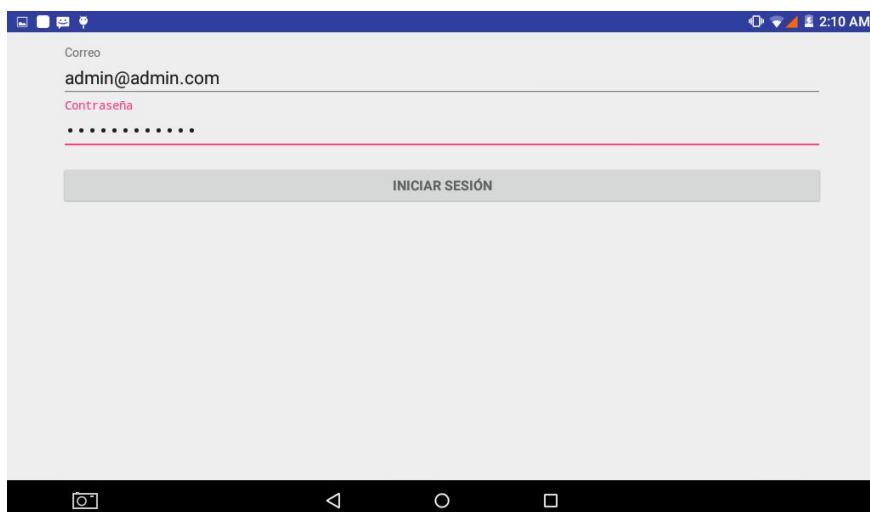 2:10 AM
Correo
admin@admin.com
Contraseña
••••••••••••
INICIAR SESIÓN